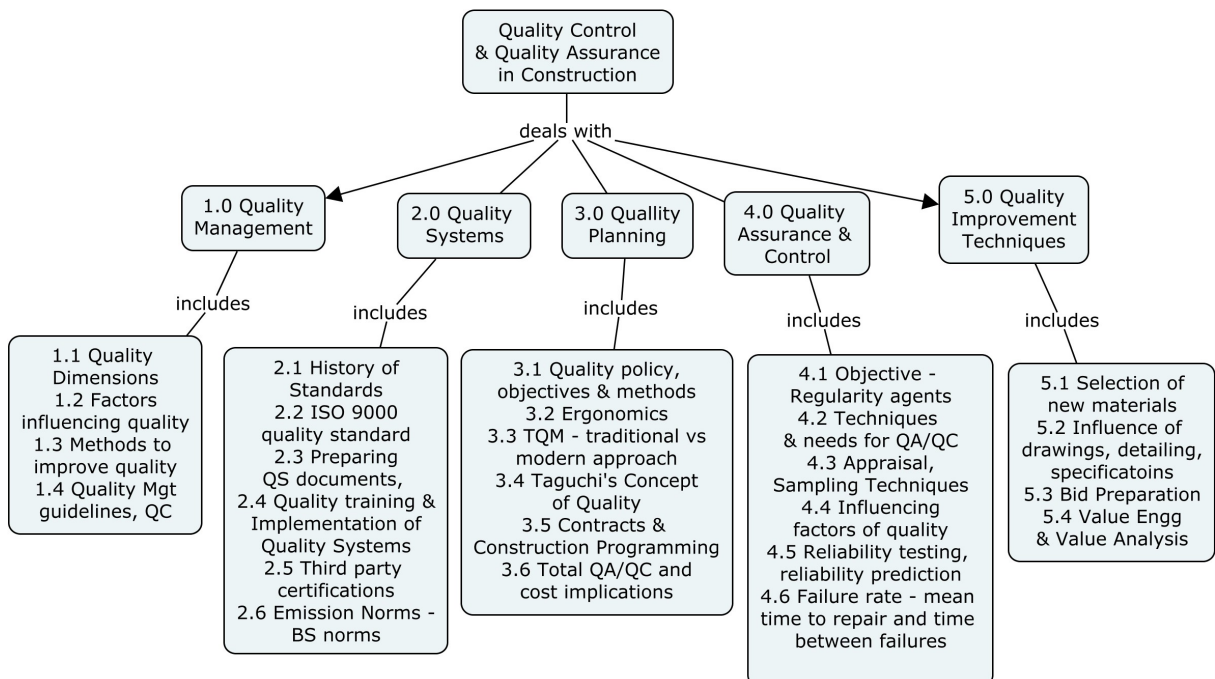 Quality Control
& Quality Assurance
in Construction
deals with
1.0 Quality
Management
2.0 Quality
Systems
3.0 Quallity
Planning
4.0 Quality
Assurance &
Control
5.0 Quality
Improvement
Techniques
includes
includes
includes
includes
includes
1.1 Quality
Dimensions
1.2 Factors
influencing quality
1.3 Methods to
improve quality
1.4 Quality Mgt
guidelines, QC
2.1 History of
Standards
2.2 ISO 9000
quality standard
2.3 Preparing
QS documents,
2.4 Quality training &
Implementation of
Quality Systems
2.5 Third party
certifications
2.6 Emission Norms -
BS norms
3.1 Quality policy,
objectives & methods
3.2 Ergonomics
3.3 TQM - traditional vs
modern approach
3.4 Taguchi's Concept
of Quality
3.5 Contracts &
Construction Programming
3.6 Total QA/QC and
cost implications
4.1 Objective -
Regularity agents
4.2 Techniques
& needs for QA/QC
4.3 Appraisal,
Sampling Techniques
4.4 Influencing
factors of quality
4.5 Reliability testing,
reliability prediction
4.6 Failure rate - mean
time to repair and time
between failures
5.1 Selection of
new materials
5.2 Influence of
drawings, detailing,
specificatoins
5.3 Bid Preparation
5.4 Value Engg
& Value Analysis